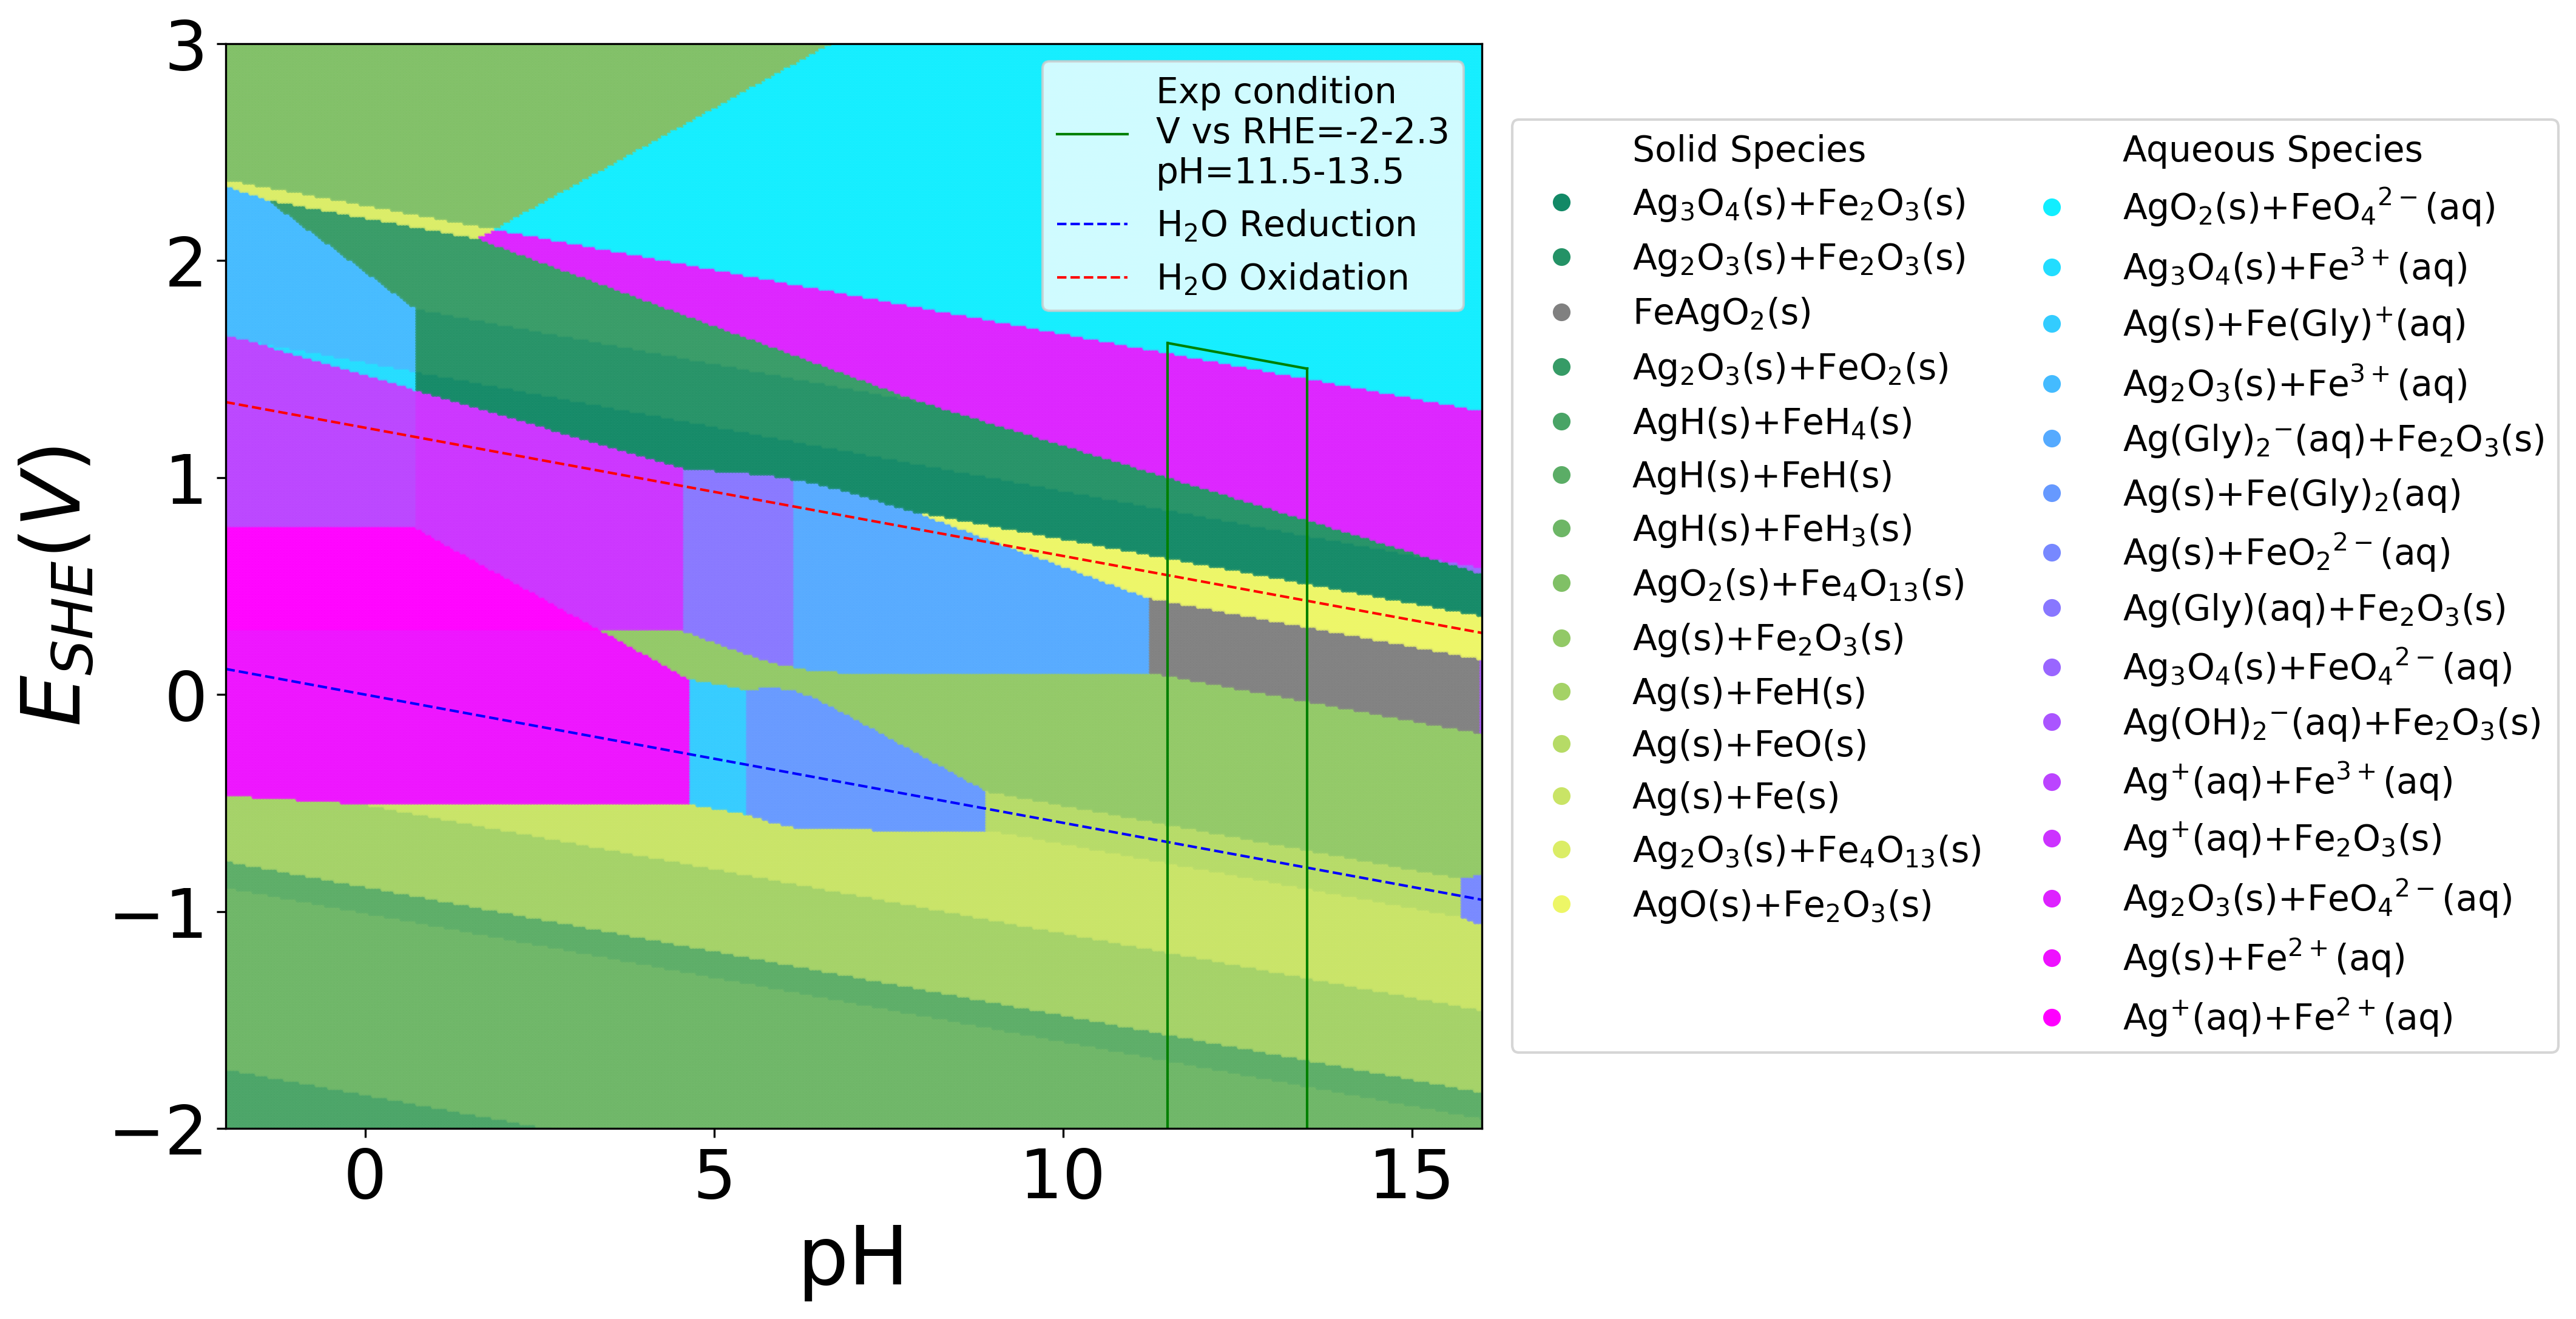 3
2
1
0
−1
−2
E_SHE(V)
0
5
10
15
pH
Exp condition
V vs RHE=-2-2.3
pH=11.5-13.5
H₂O Reduction
H₂O Oxidation
Solid Species
Ag₃O₄(s)+Fe₂O₃(s)
Ag₂O₃(s)+Fe₂O₃(s)
FeAgO₂(s)
Ag₂O₃(s)+FeO₂(s)
AgH(s)+FeH₄(s)
AgH(s)+FeH(s)
AgH(s)+FeH₃(s)
AgO₂(s)+Fe₄O₁₃(s)
Ag(s)+Fe₂O₃(s)
Ag(s)+FeH(s)
Ag(s)+FeO(s)
Ag(s)+Fe(s)
Ag₂O₃(s)+Fe₄O₁₃(s)
AgO(s)+Fe₂O₃(s)
Aqueous Species
AgO₂(s)+FeO₄²⁻(aq)
Ag₃O₄(s)+Fe³⁺(aq)
Ag(s)+Fe(Gly)⁺(aq)
Ag₂O₃(s)+Fe³⁺(aq)
Ag(Gly)₂⁻(aq)+Fe₂O₃(s)
Ag(s)+Fe(Gly)₂(aq)
Ag(s)+FeO₂²⁻(aq)
Ag(Gly)(aq)+Fe₂O₃(s)
Ag₃O₄(s)+FeO₄²⁻(aq)
Ag(OH)₂⁻(aq)+Fe₂O₃(s)
Ag⁺(aq)+Fe³⁺(aq)
Ag⁺(aq)+Fe₂O₃(s)
Ag₂O₃(s)+FeO₄²⁻(aq)
Ag(s)+Fe²⁺(aq)
Ag⁺(aq)+Fe²⁺(aq)